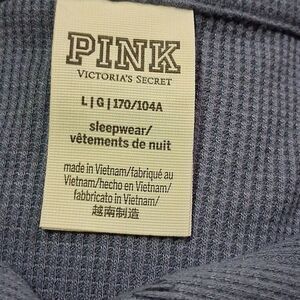 PINK
VICTORIA'S SECRET
L | G | 170/104A
sleepwear/
vêtements de nuit
made in Vietnam/fabriqué au
Vietnam/hecho en Vietnam/
fabbricato in Vietnam/
越南制造